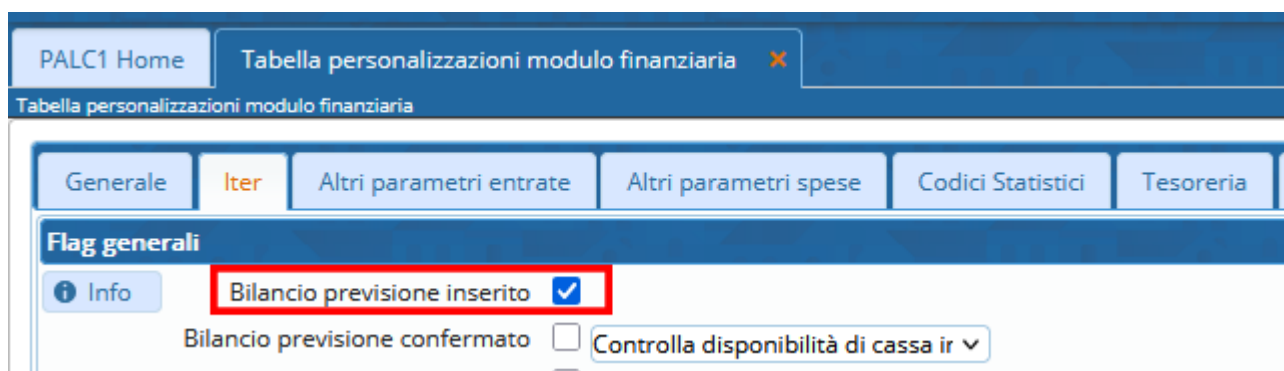 PALC1 Home Tabella personalizzazioni modulo finanziaria ×
Tabella personalizzazioni modulo finanziaria
Generale Iter Altri parametri entrate Altri parametri spese Codici Statistici Tesoreria
Flag generali
Info Bilancio previsione inserito
Bilancio previsione confermato Controlla disponibilità di cassa ir